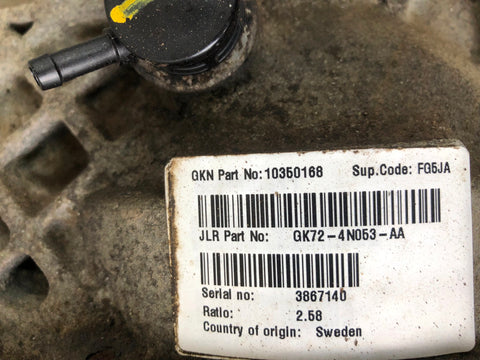 GKN Part No: 10350168 Sup.Code: FG5JA
JLR Part No: GK72-4N053-AA
Serial no: 3867140
Ratio: 2.58
Country of origin: Sweden